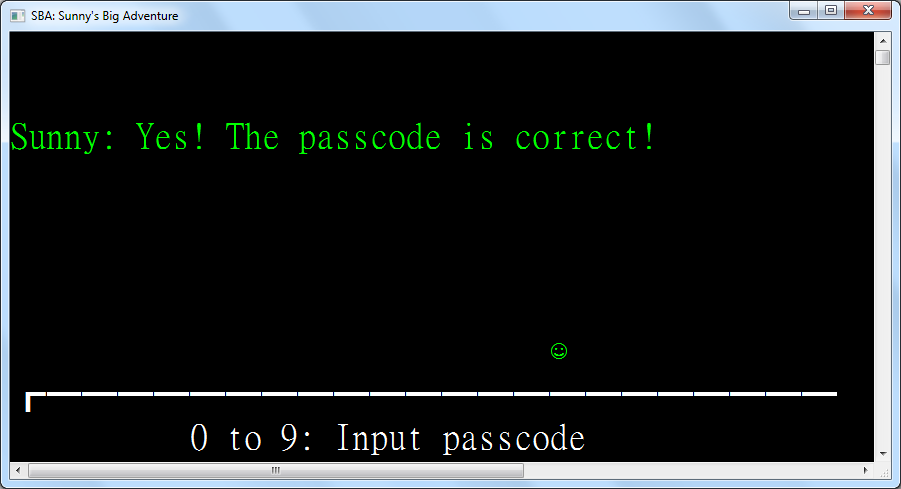 SBA: Sunny's Big Adventure
Sunny: Yes! The passcode is correct!
0 to 9: Input passcode